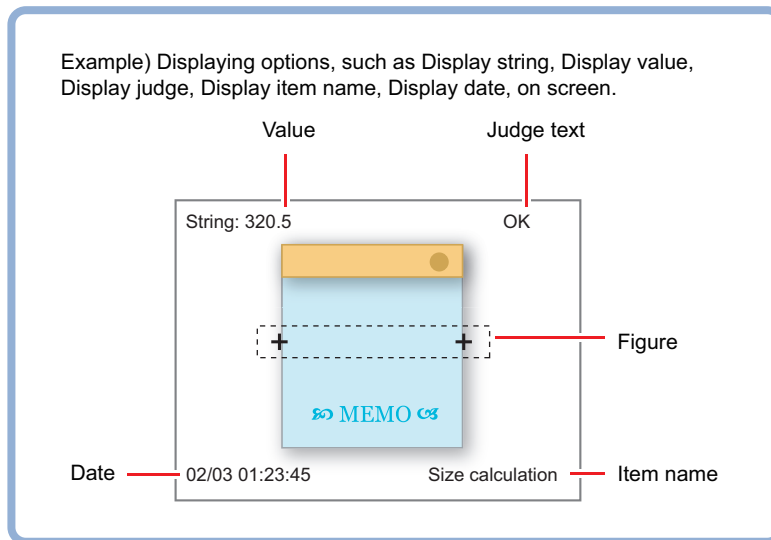 Example) Displaying options, such as Display string, Display value,
Display judge, Display item name, Display date, on screen.
Value
Judge text
String: 320.5
OK
Figure
MEMO
Date
02/03 01:23:45
Size calculation
Item name